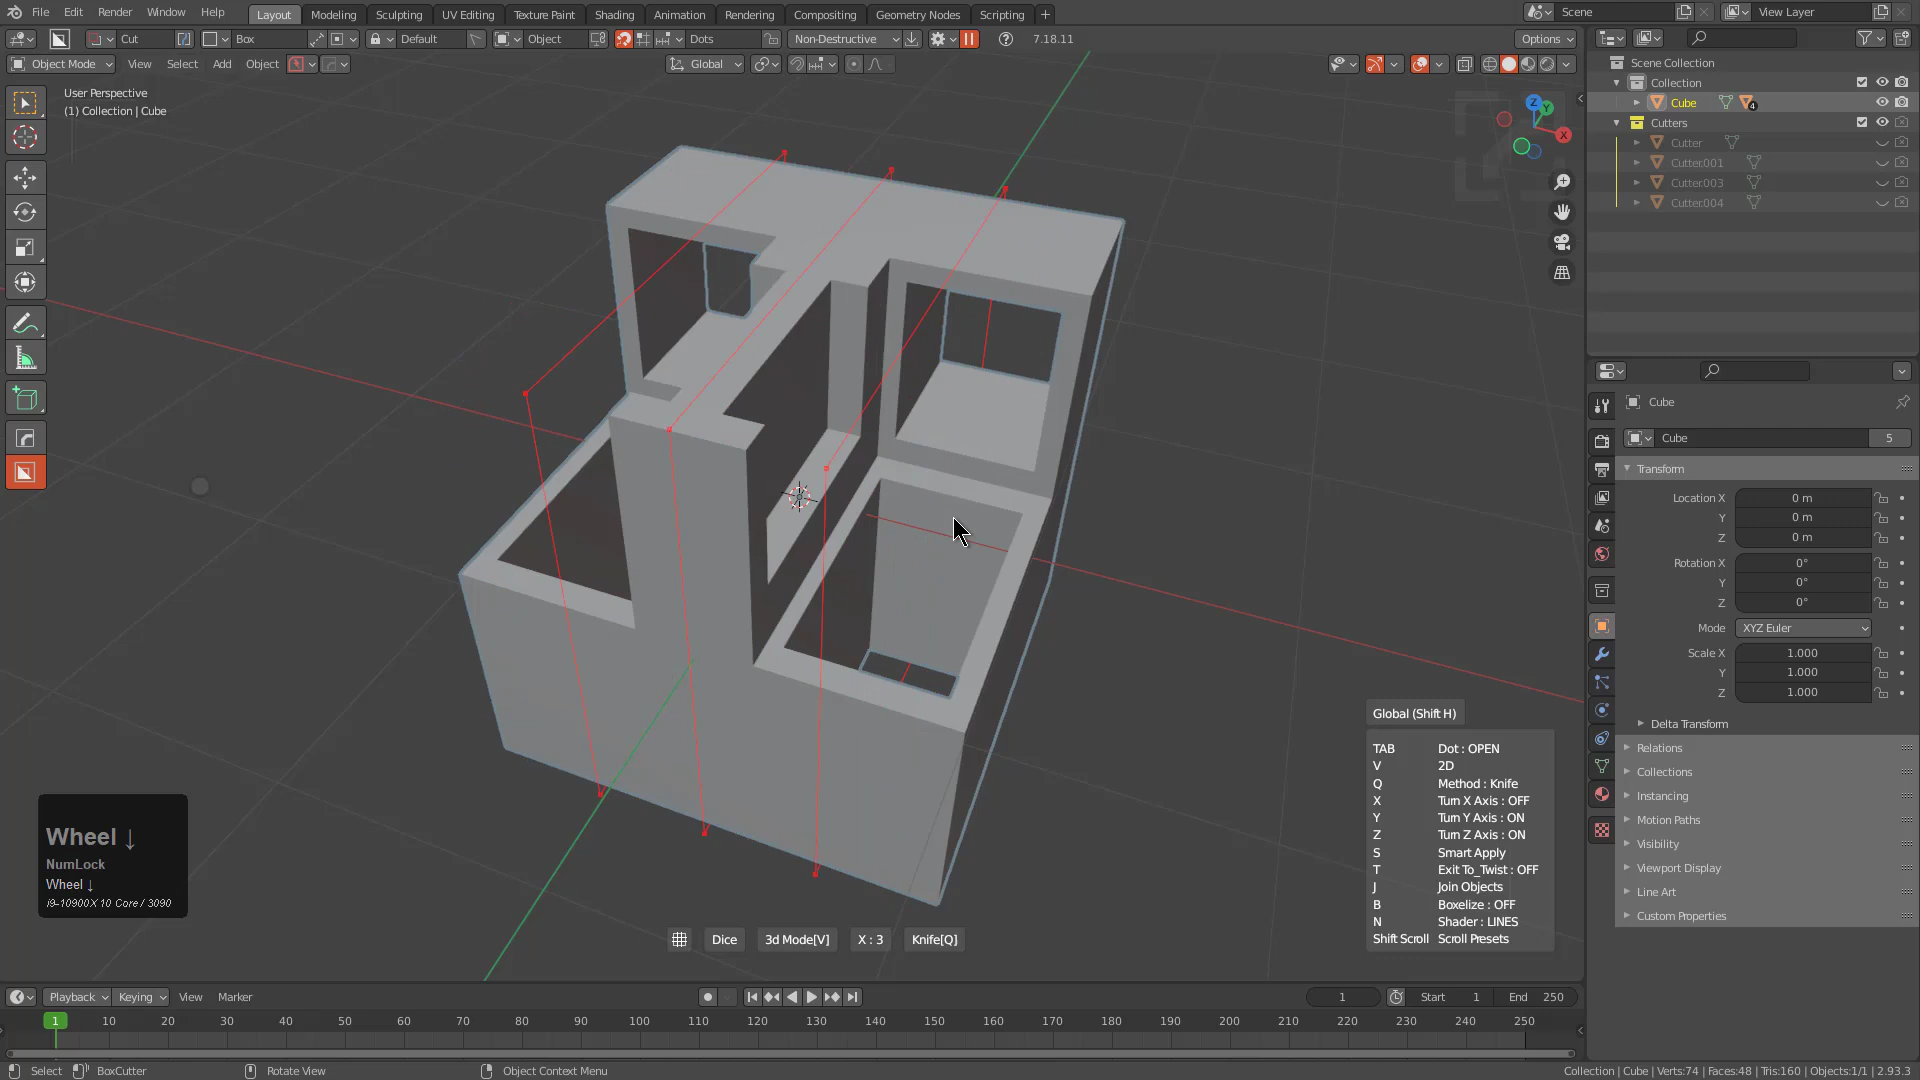 File Edit Render Window Help
Layout Modeling Sculpting UV Editing Texture Paint Shading Animation Rendering Compositing Geometry Nodes Scripting +
Scene View Layer
Cut Box Default Object Dots Non-Destructive 7.18.11 Options
Object Mode View Select Add Object Global
User Perspective
(1) Collection | Cube
Z Y X
Scene Collection
Collection
Cube 4
Cutters
Cutter
Cutter.001
Cutter.003
Cutter.004
Cube
Cube 5
Transform
Location X 0 m
Y 0 m
Z 0 m
Rotation X 0°
Y 0°
Z 0°
Mode XYZ Euler
Scale X 1.000
Y 1.000
Z 1.000
Delta Transform
Relations
Collections
Instancing
Motion Paths
Visibility
Viewport Display
Line Art
Custom Properties
Global (Shift H)
TAB Dot : OPEN
V 2D
Q Method : Knife
X Turn X Axis : OFF
Y Turn Y Axis : ON
Z Turn Z Axis : ON
S Smart Apply
T Exit To_Twist : OFF
J Join Objects
B Boxelize : OFF
N Shader : LINES
Shift Scroll Scroll Presets
Wheel ↓
NumLock
Wheel ↓
i9-10900X 10 Core / 3090
Dice 3d Mode[V] X : 3 Knife[Q]
Playback Keying View Marker 1 Start 1 End 250
1 10 20 30 40 50 60 70 80 90 100 110 120 130 140 150 160 170 180 190 200 210 220 230 240 250
Select BoxCutter Rotate View Object Context Menu Collection | Cube | Verts:74 | Faces:48 | Tris:160 | Objects:1/1 | 2.93.3